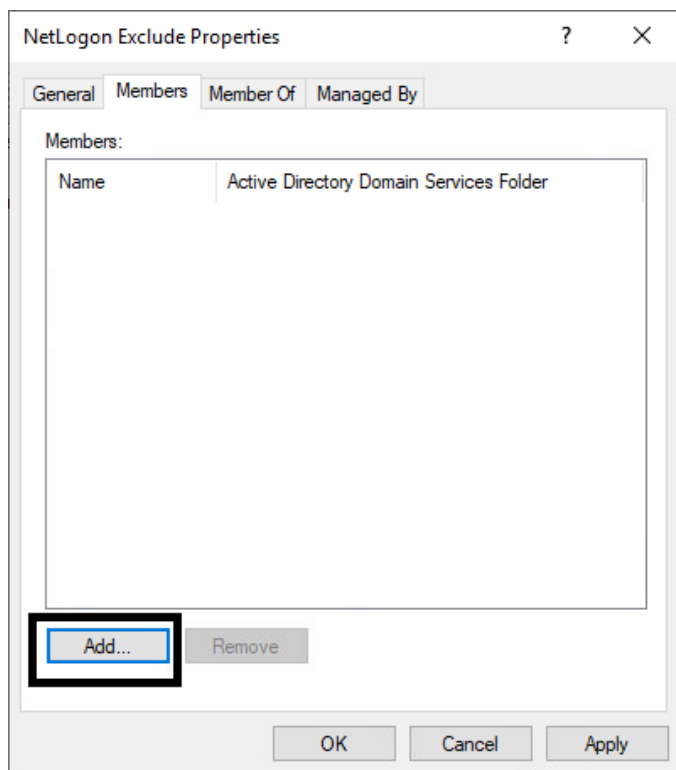 NetLogon Exclude Properties ?
General Members Member Of Managed By
Members:
Name Active Directory Domain Services Folder
Add... Remove
OK Cancel Apply